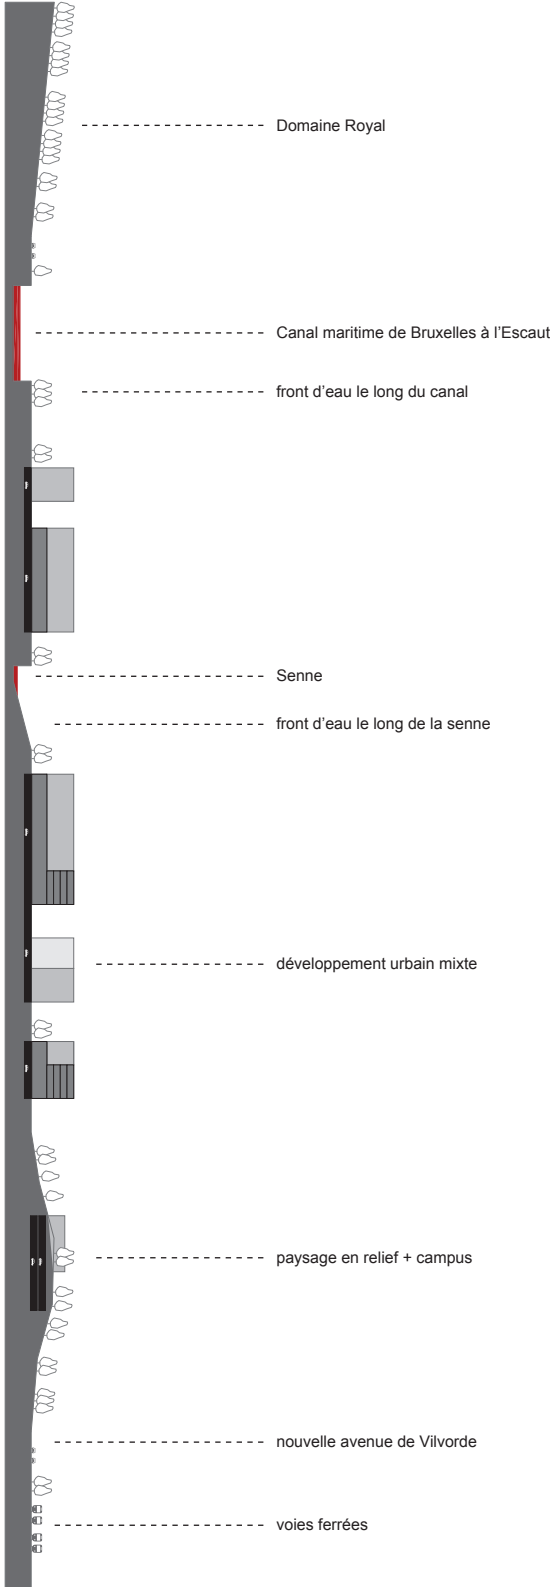 Domaine Royal
Canal maritime de Bruxelles à l’Escaut
front d’eau le long du canal
Senne
front d’eau le long de la senne
développement urbain mixte
paysage en relief + campus
nouvelle avenue de Vilvorde
voies ferrées